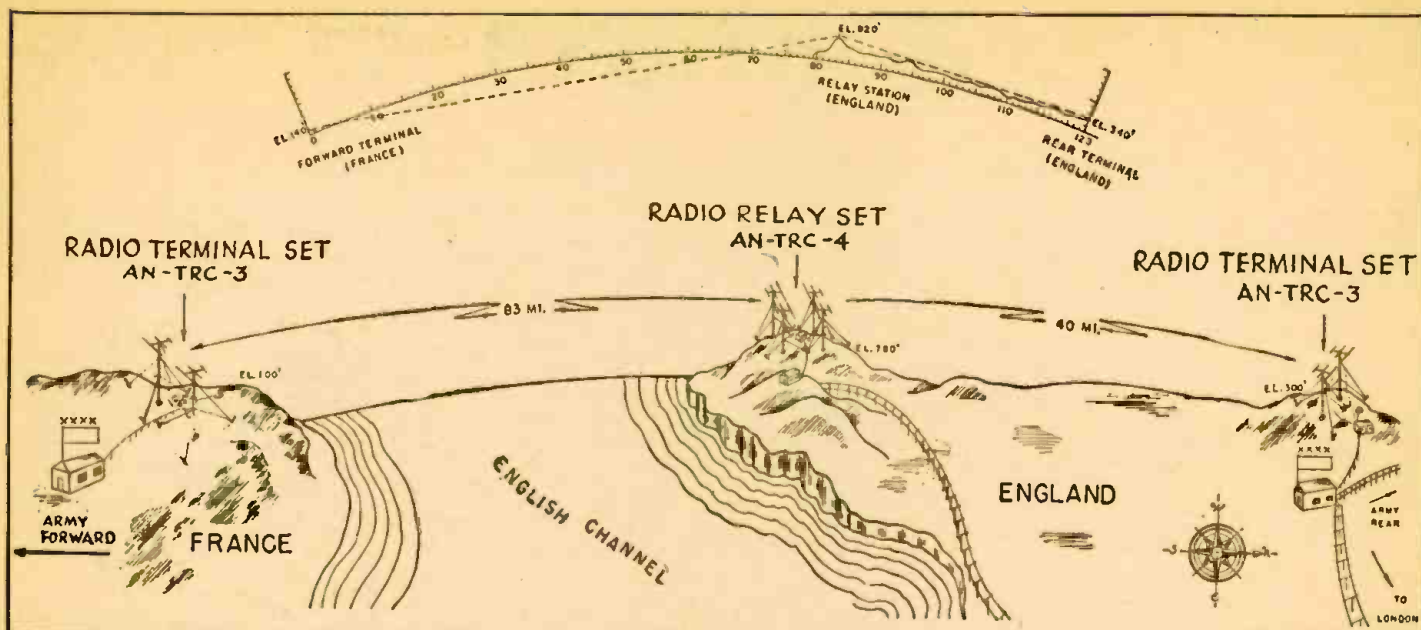 EL. 820'
EL. 140'
0
10
20
30
40
50
60
70
80
90
100
110
123
EL. 340'
FORWARD TERMINAL
(FRANCE)
RELAY STATION
(ENGLAND)
REAR TERMINAL
(ENGLAND)
RADIO TERMINAL SET
AN-TRC-3
RADIO RELAY SET
AN-TRC-4
RADIO TERMINAL SET
AN-TRC-3
83 MI.
40 MI.
EL. 100'
EL. 780'
EL. 300'
XXXX
XXXX
ARMY
FORWARD
FRANCE
ENGLISH CHANNEL
ENGLAND
S
ARMY
REAR
TO
LONDON